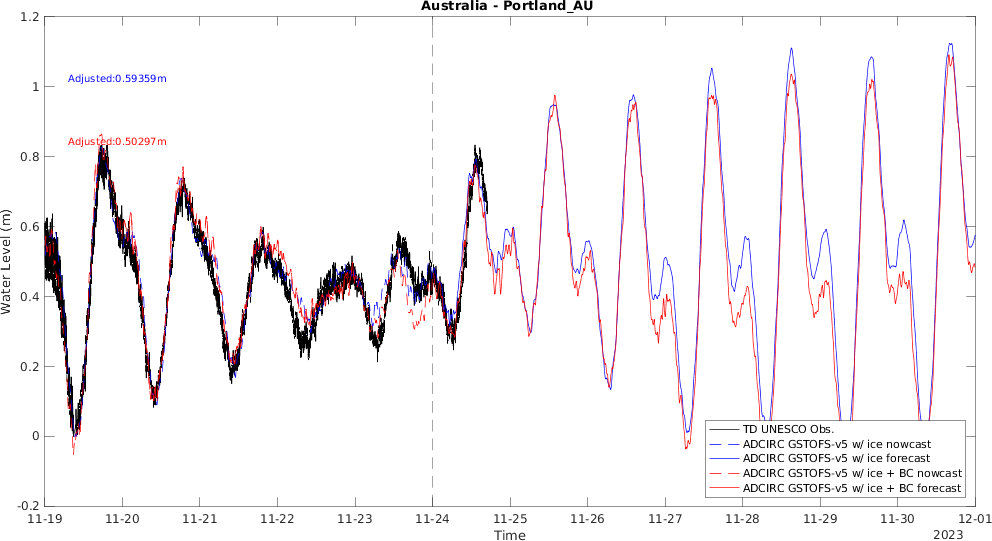 Australia - Portland_AU
1.2
1
0.8
0.6
0.4
0.2
0
-0.2
Water Level (m)
Adjusted:0.59359m
Adjusted:0.50297m
TD UNESCO Obs.
ADCIRC GSTOFS-v5 w/ ice nowcast
ADCIRC GSTOFS-v5 w/ ice forecast
ADCIRC GSTOFS-v5 w/ ice + BC nowcast
ADCIRC GSTOFS-v5 w/ ice + BC forecast
11-19 11-20 11-21 11-22 11-23 11-24 11-25 11-26 11-27 11-28 11-29 11-30 12-01
Time
2023